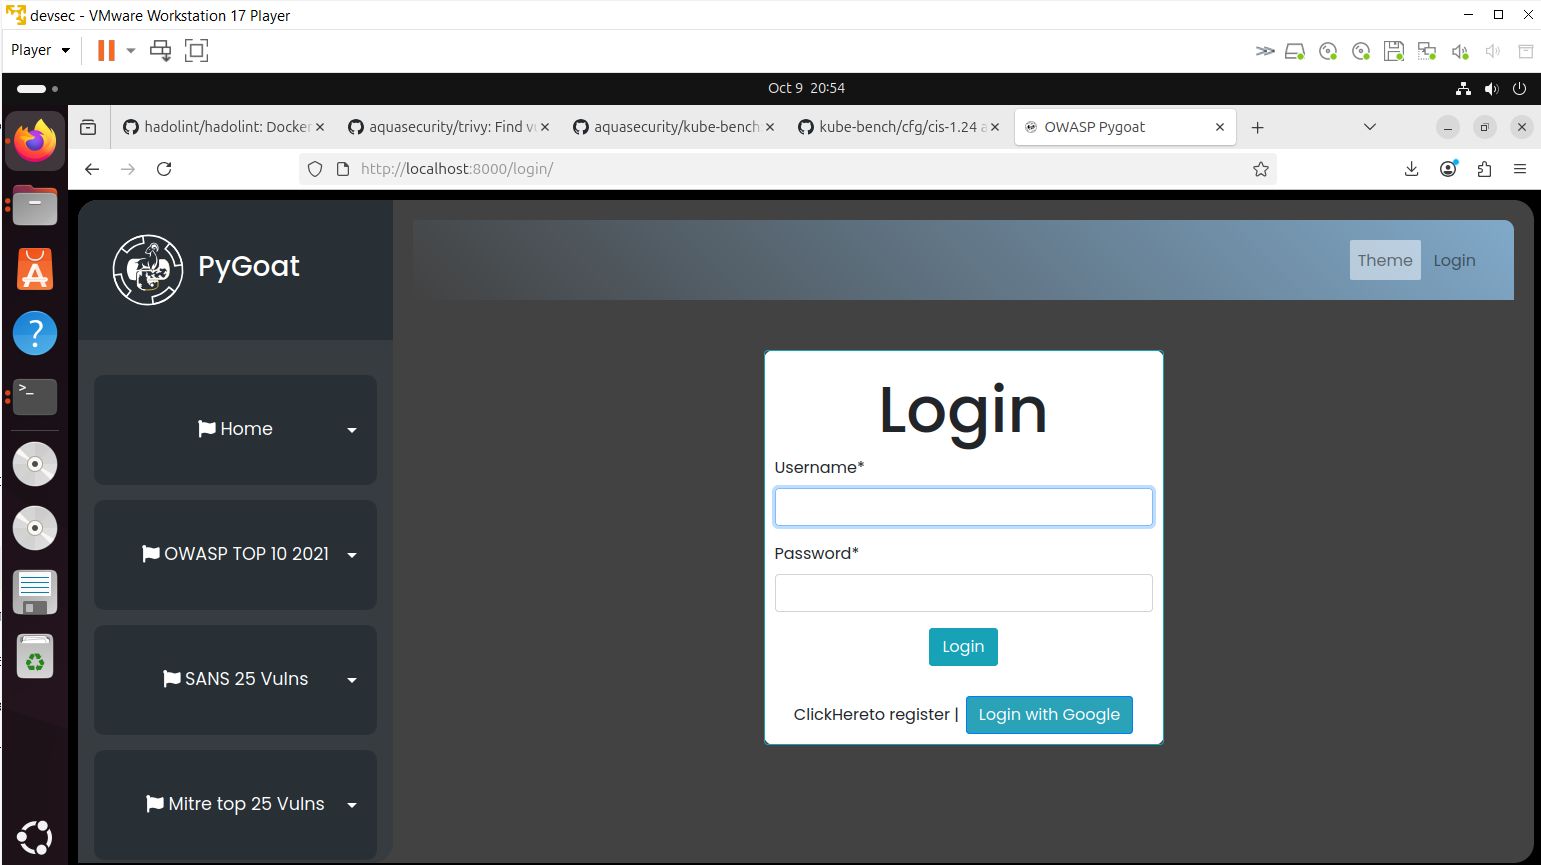 devsec - VMware Workstation 17 Player
Player
Oct 9 20:54
hadolint/hadolint: Docker
aquasecurity/trivy: Find vu
aquasecurity/kube-bench
kube-bench/cfg/cis-1.24 a
OWASP Pygoat
http://localhost:8000/login/
PyGoat
Theme
Login
Home
OWASP TOP 10 2021
SANS 25 Vulns
Mitre top 25 Vulns
Login
Username*
Password*
Login
ClickHereto register | Login with Google